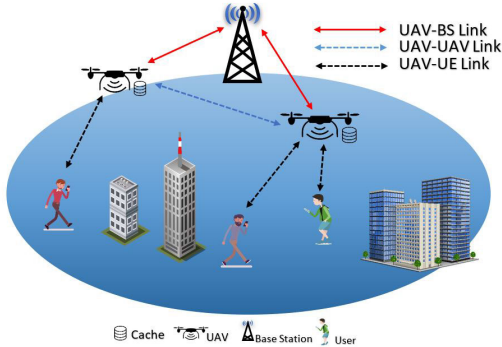 UAV-BS Link
UAV-UAV Link
UAV-UE Link
Cache UAV Base Station User